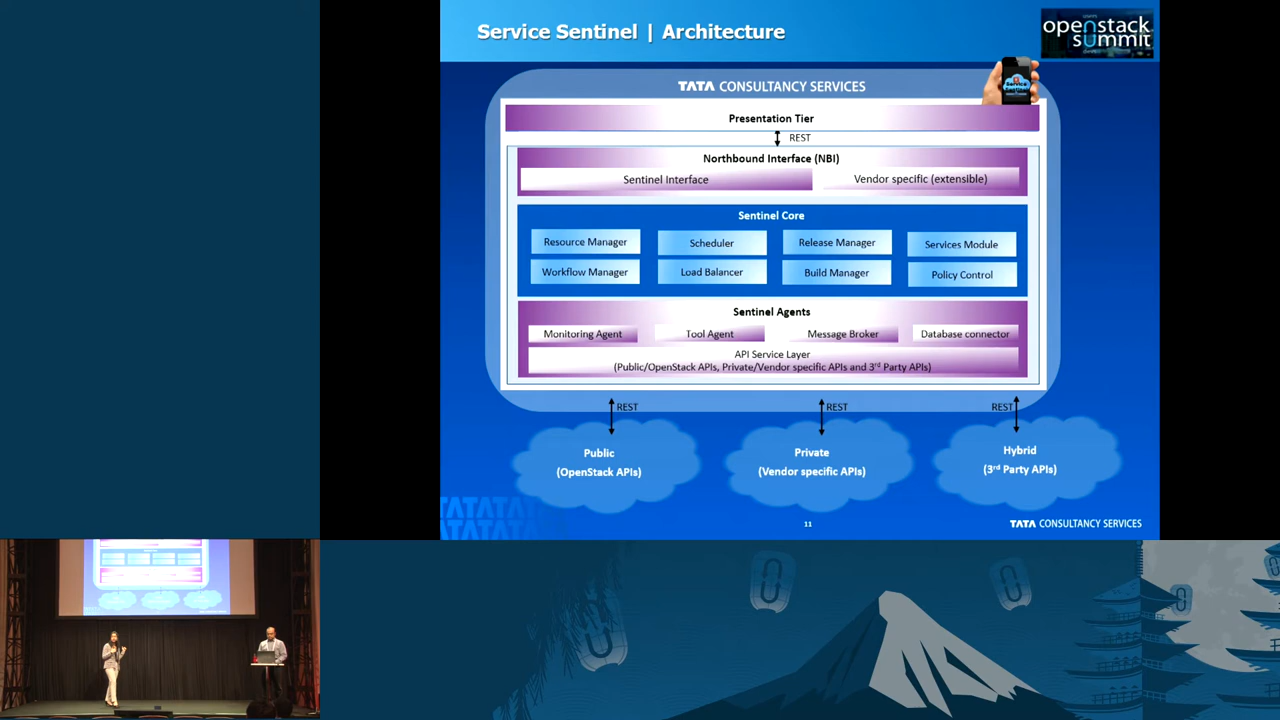 Service Sentinel | Architecture
openstack
summit
TATA CONSULTANCY SERVICES
Service
Sentinel
Presentation Tier
REST
Northbound Interface (NBI)
Sentinel Interface
Vendor specific (extensible)
Sentinel Core
Resource Manager
Scheduler
Release Manager
Services Module
Workflow Manager
Load Balancer
Build Manager
Policy Control
Sentinel Agents
Monitoring Agent
Tool Agent
Message Broker
Database connector
API Service Layer
(Public/OpenStack APIs, Private/Vendor specific APIs and 3rd Party APIs)
REST
REST
REST
Public
(OpenStack APIs)
Private
(Vendor specific APIs)
Hybrid
(3rd Party APIs)
TATATATA
TATATATA
11
TATA CONSULTANCY SERVICES